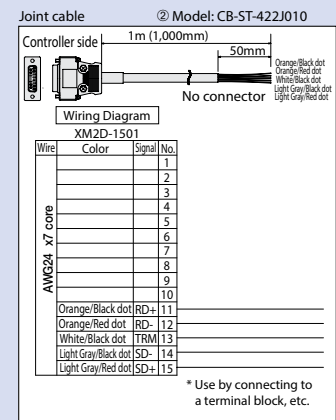 Joint cable ② Model: CB-ST-422J010
Controller side
1m (1,000mm)
50mm
Orange/Black dot
Orange/Red dot
White/Black dot
Light Gray/Black dot
Light Gray/Red dot
No connector
Wiring Diagram
XM2D-1501
Wire Color Signal No.
AWG24 x7 core
1
2
3
4
5
6
7
8
9
10
Orange/Black dot RD+ 11
Orange/Red dot RD- 12
White/Black dot TRM 13
Light Gray/Black dot SD- 14
Light Gray/Red dot SD+ 15
* Use by connecting to
a terminal block, etc.